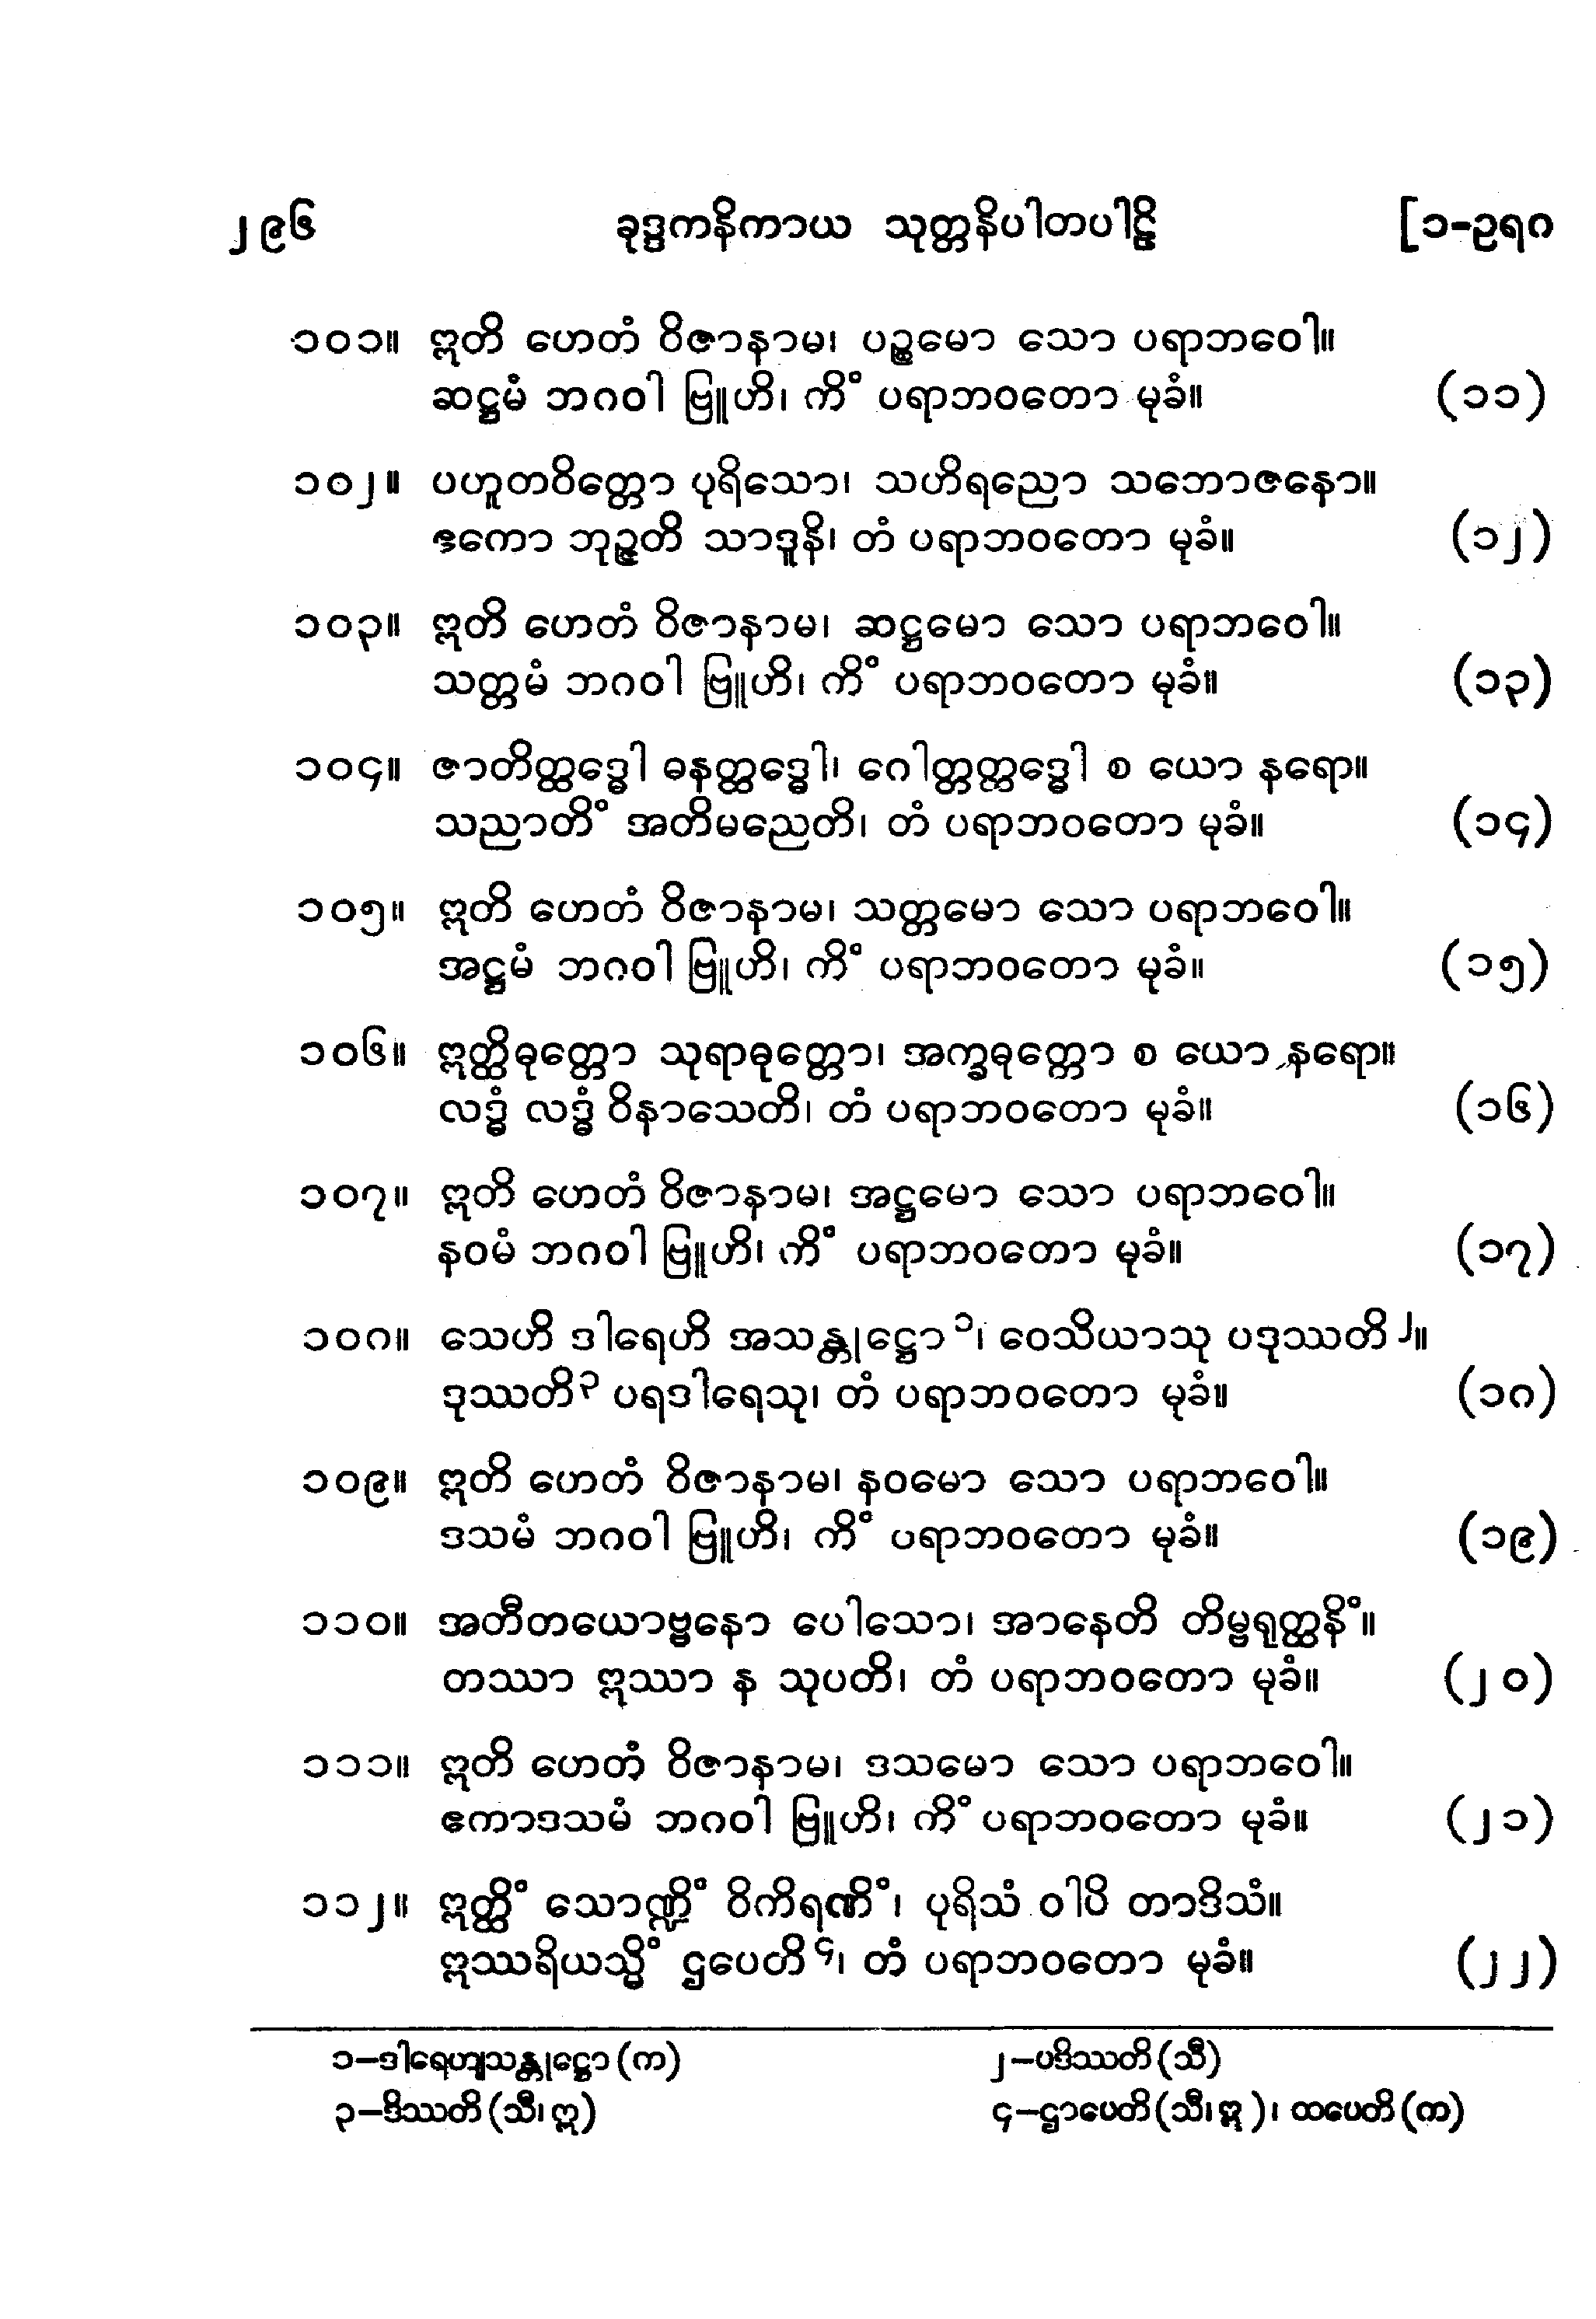 ၂၉၆ ခုဒ္ဒကနိကာယ သုတ္တနိပါတပါဠိ [၁-ဥရဂ
၁၀၁။ ဣတိ ဟေတံ ဝိဇာနာမ၊ ပဉ္စမော သော ပရာဘဝေါ။
ဆဋ္ဌမံ ဘဂဝါ ဗြူဟိ၊ ကိံ ပရာဘဝတော မုခံ။ (၁၁)
၁၀၂။ ပဟူတဝိတ္တော ပုရိသော၊ သဟိရညော သဘောဇနော။
ဧကော ဘုဉ္ဇတိ သာဒူနိ၊ တံ ပရာဘဝတော မုခံ။ (၁၂)
၁၀၃။ ဣတိ ဟေတံ ဝိဇာနာမ၊ ဆဋ္ဌမော သော ပရာဘဝေါ။
သတ္တမံ ဘဂဝါ ဗြူဟိ၊ ကိံ ပရာဘဝတော မုခံ။ (၁၃)
၁၀၄။ ဇာတိတ္ထဒ္ဓေါ ဓနတ္ထဒ္ဓေါ၊ ဂေါတ္တတ္ထဒ္ဓေါ စ ယော နရော။
သညာတိံ အတိမညေတိ၊ တံ ပရာဘဝတော မုခံ။ (၁၄)
၁၀၅။ ဣတိ ဟေတံ ဝိဇာနာမ၊ သတ္တမော သော ပရာဘဝေါ။
အဋ္ဌမံ ဘဂဝါ ဗြူဟိ၊ ကိံ ပရာဘဝတော မုခံ။ (၁၅)
၁၀၆။ ဣတ္ထိဓုတ္တော သုရာဓုတ္တော၊ အက္ခဓုတ္တော စ ယော နရော။
လဒ္ဓံ လဒ္ဓံ ဝိနာသေတိ၊ တံ ပရာဘဝတော မုခံ။ (၁၆)
၁၀၇။ ဣတိ ဟေတံ ဝိဇာနာမ၊ အဋ္ဌမော သော ပရာဘဝေါ။
နဝမံ ဘဂဝါ ဗြူဟိ၊ ကိံ ပရာဘဝတော မုခံ။ (၁၇)
၁၀၈။ သေဟိ ဒါရေဟိ အသန္တုဋ္ဌော၁၊ ဝေသိယာသု ပဒုဿတိ၂။
ဒုဿတိ၃ ပရဒါရေသု၊ တံ ပရာဘဝတော မုခံ။ (၁၈)
၁၀၉။ ဣတိ ဟေတံ ဝိဇာနာမ၊ နဝမော သော ပရာဘဝေါ။
ဒသမံ ဘဂဝါ ဗြူဟိ၊ ကိံ ပရာဘဝတော မုခံ။ (၁၉)
၁၁၀။ အတီတယောဗ္ဗနော ပေါသော၊ အာနေတိ တိမ္ဗရုတ္ထနိံ။
တဿာ ဣဿာ န သုပတိ၊ တံ ပရာဘဝတော မုခံ။ (၂၀)
၁၁၁။ ဣတိ ဟေတံ ဝိဇာနာမ၊ ဒသမော သော ပရာဘဝေါ။
ဧကာဒသမံ ဘဂဝါ ဗြူဟိ၊ ကိံ ပရာဘဝတော မုခံ။ (၂၁)
၁၁၂။ ဣတ္ထိံ သောဏ္ဍိံ ဝိကိရဏိံ၊ ပုရိသံ ဝါပိ တာဒိသံ။
ဣဿရိယသ္မိံ ဌပေတိ၄၊ တံ ပရာဘဝတော မုခံ။ (၂၂)
၁–ဒါရေဟျသန္တုဋ္ဌော (က) ၂–ပဒိဿတိ (သီ)
၃–ဒိဿတိ (သီ၊ ဣ) ၄–ဌာပေတိ (သီ၊ ဣ)၊ ထပေတိ (က)